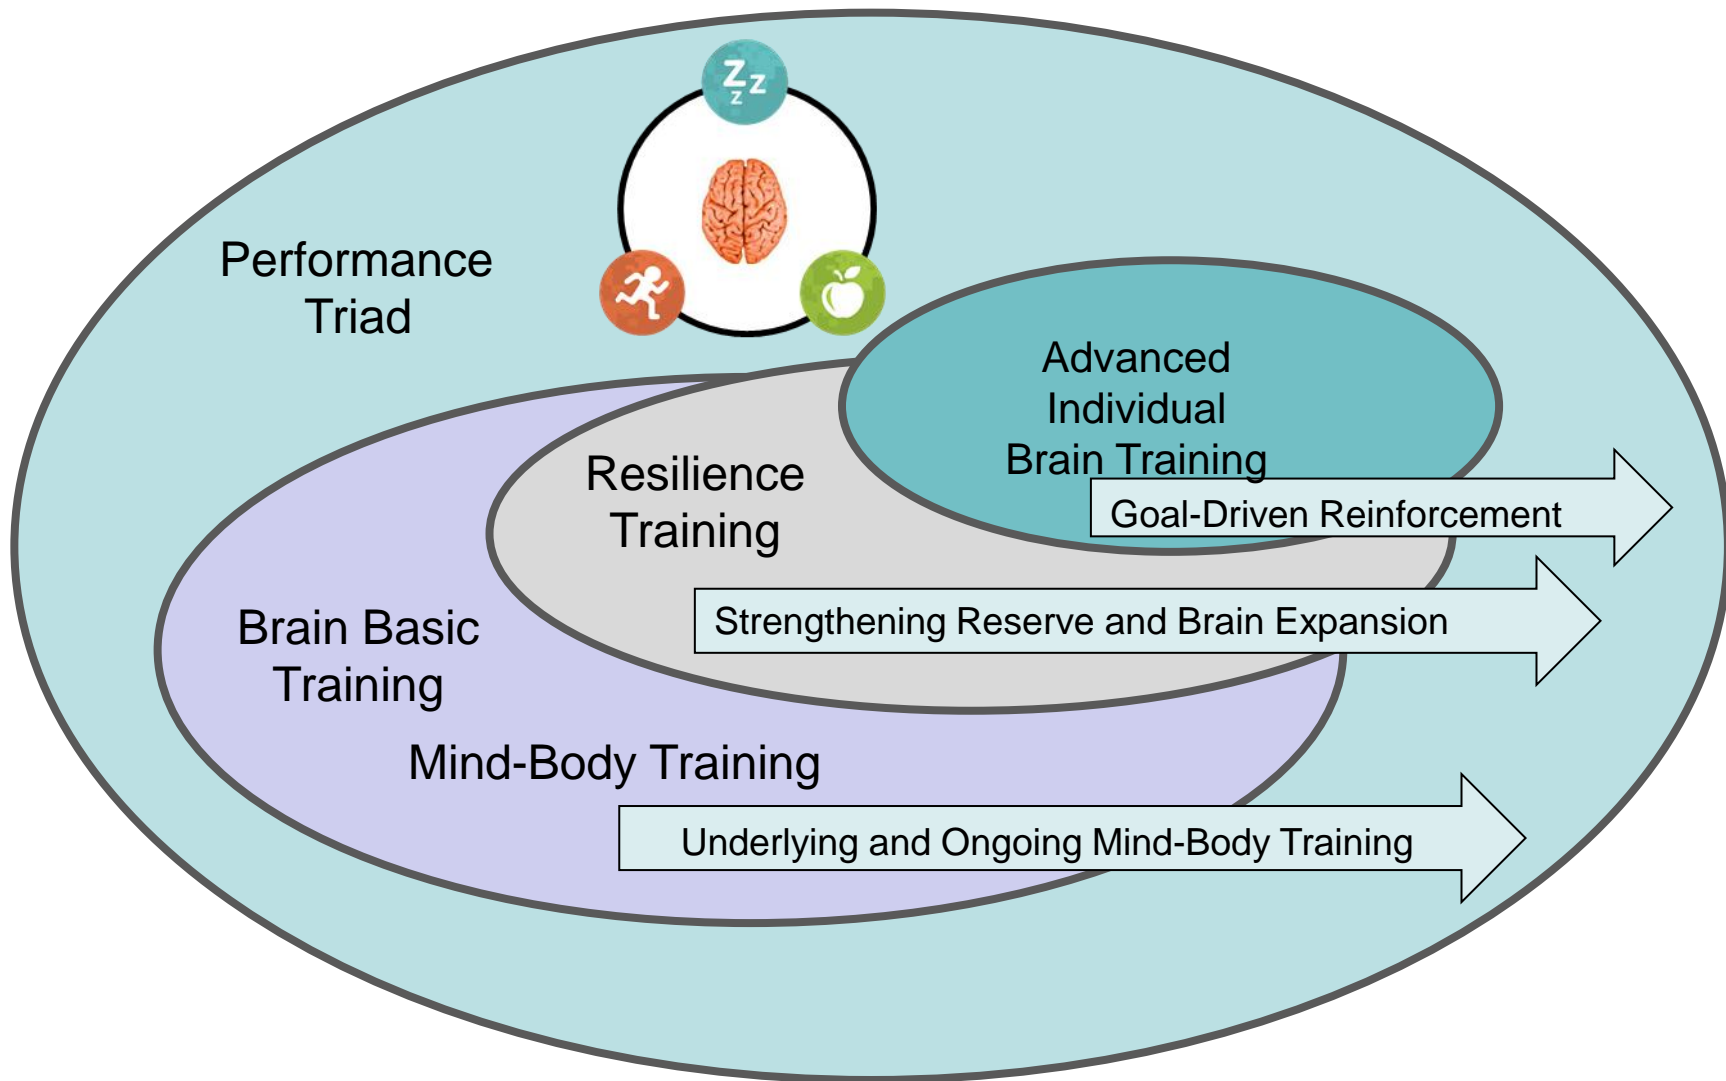 Z Z
Z
Performance
Triad
Advanced
Individual
Brain Training
Goal-Driven Reinforcement
Resilience
Training
Strengthening Reserve and Brain Expansion
Brain Basic
Training
Mind-Body Training
Underlying and Ongoing Mind-Body Training